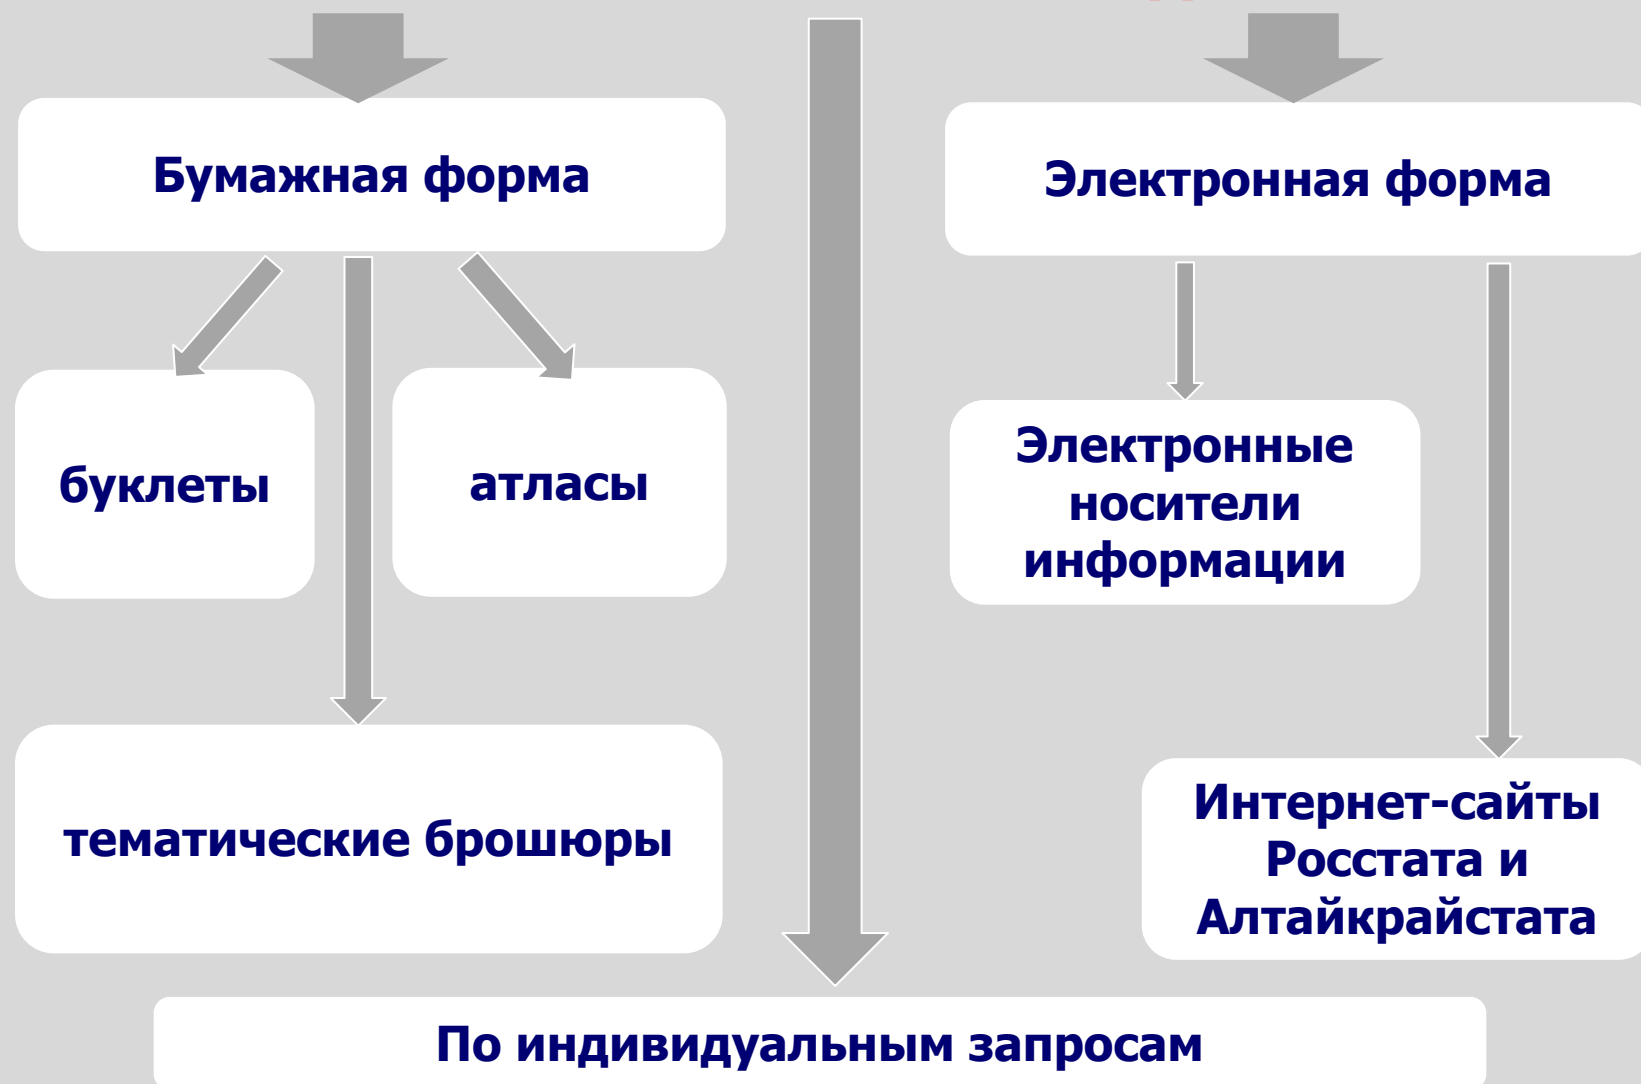 Бумажная форма
Электронная форма
буклеты
атласы
Электронные
носители
информации
тематические брошюры
Интернет-сайты
Росстата и
Алтайкрайстата
По индивидуальным запросам